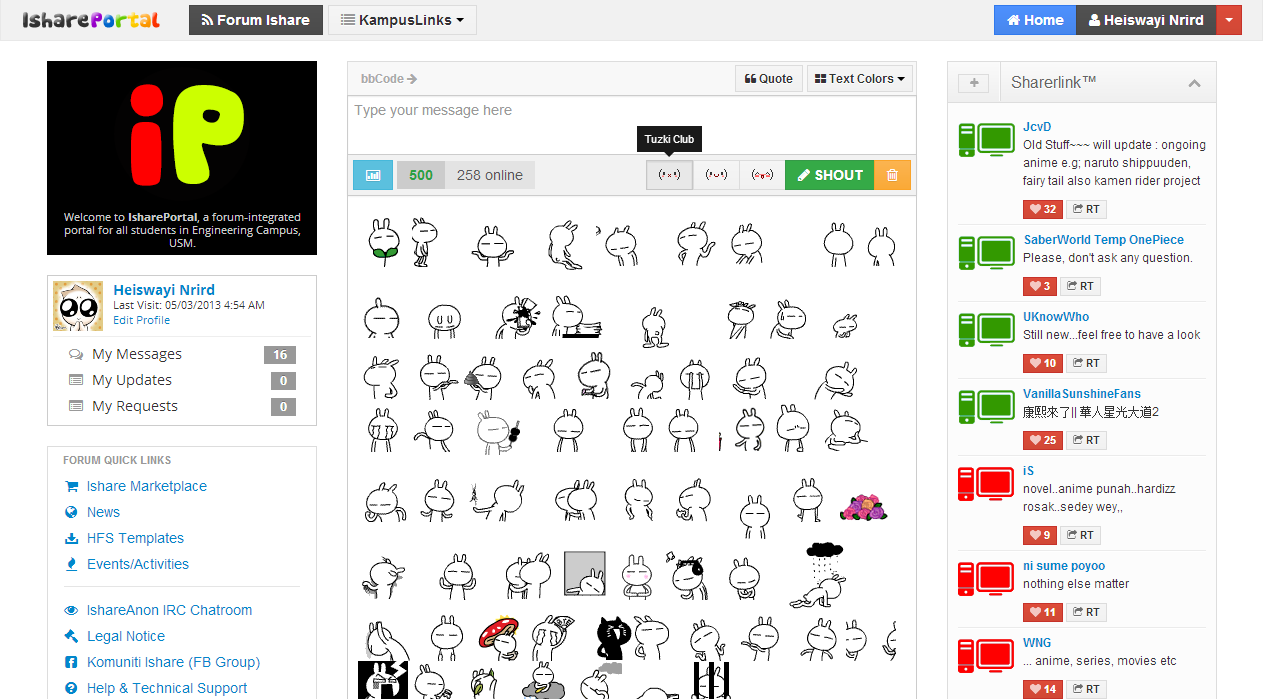 IsharePortal
Forum Ishare
KampusLinks
Home
Heiswayi Nrird
iP
Welcome to IsharePortal, a forum-integrated
portal for all students in Engineering Campus,
USM.
Heiswayi Nrird
Last Visit: 05/03/2013 4:54 AM
Edit Profile
My Messages 16
My Updates 0
My Requests 0
FORUM QUICK LINKS
Ishare Marketplace
News
HFS Templates
Events/Activities
IshareAnon IRC Chatroom
Legal Notice
Komuniti Ishare (FB Group)
Help & Technical Support
bbCode
Quote
Text Colors
Type your message here
Tuzki Club
500
258 online
SHOUT
Sharerlink™
JcvD
Old Stuff~~~ will update : ongoing
anime e.g; naruto shippuuden,
fairy tail also kamen rider project
32 RT
SaberWorld Temp OnePiece
Please, don't ask any question.
3 RT
UKnowWho
Still new...feel free to have a look
10 RT
VanillaSunshineFans
康熙來了|| 華人星光大道2
25 RT
iS
novel..anime punah..hardizz
rosak..sedey wey,,
9 RT
ni sume poyoo
nothing else matter
11 RT
WNG
... anime, series, movies etc
14 RT